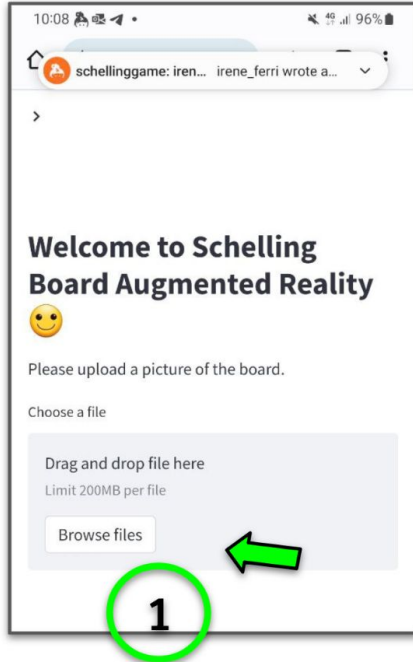 10:08 96%
schellinggame: iren... irene_ferri wrote a...
Welcome to Schelling
Board Augmented Reality
Please upload a picture of the board.
Choose a file
Drag and drop file here
Limit 200MB per file
Browse files
1